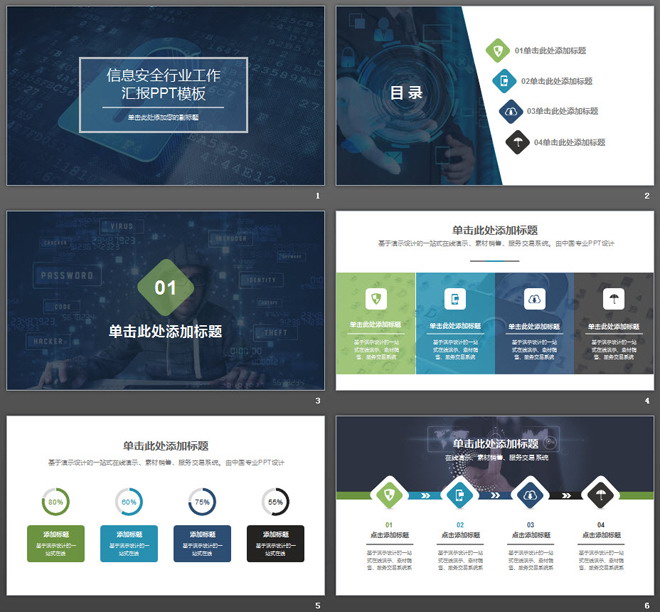 信息安全行业工作
汇报PPT模板
单击此处添加您的副标题
1
目录
01单击此处添加标题
02单击此处添加标题
03单击此处添加标题
04单击此处添加标题
2
VIRUS
INTRUDER
PASSWORD
IDENTITY
CODE
HACKER
THEFT
01
单击此处添加标题
3
单击此处添加标题
基于演示设计的一站式在线演示、素材销售、服务交易系统。由中国专业PPT设计
单击此处添加标题
基于演示设计的一站
式在线演示、素材销
售、服务交易系统
单击此处添加标题
基于演示设计的一站
式在线演示、素材销
售、服务交易系统
单击此处添加标题
基于演示设计的一站
式在线演示、素材销
售、服务交易系统
单击此处添加标题
基于演示设计的一站
式在线演示、素材销
售、服务交易系统
4
单击此处添加标题
基于演示设计的一站式在线演示、素材销售、服务交易系统。由中国专业PPT设计
80%
60%
75%
55%
添加标题
基于演示设计的一
站式在线
添加标题
基于演示设计的一
站式在线
添加标题
基于演示设计的一
站式在线
添加标题
基于演示设计的一
站式在线
5
单击此处添加标题
在线演示、素材销售、服务交易系统
01
点击添加标题
基于演示设计的一站
式在线演示、素材销
售、服务交易系统系
02
点击添加标题
基于演示设计的一站
式在线演示、素材销
售、服务交易系统系
03
点击添加标题
基于演示设计的一站
式在线演示、素材销
售、服务交易系统系
04
点击添加标题
基于演示设计的一站
式在线演示、素材销
售、服务交易系统系
6